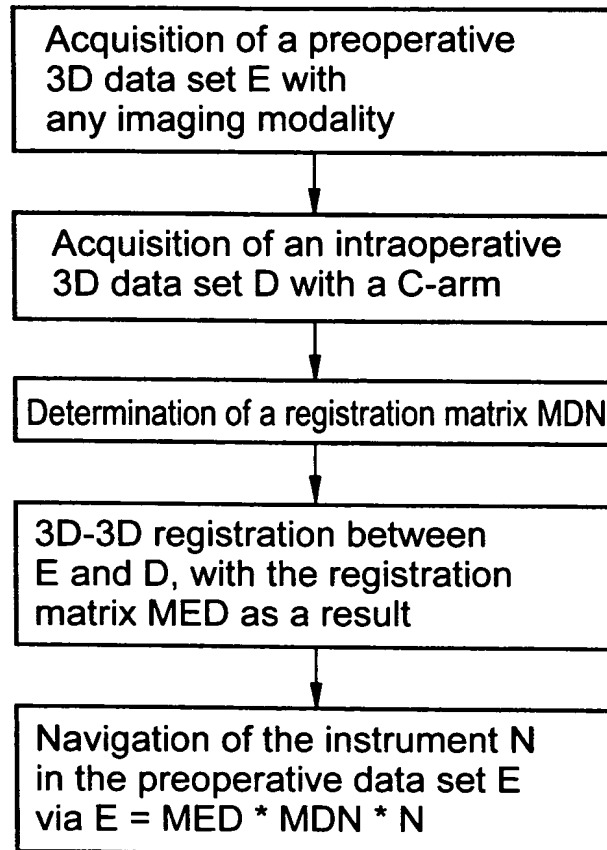 Acquisition of a preoperative
3D data set E with
any imaging modality
Acquisition of an intraoperative
3D data set D with a C-arm
Determination of a registration matrix MDN
3D-3D registration between
E and D, with the registration
matrix MED as a result
Navigation of the instrument N
in the preoperative data set E
via E = MED * MDN * N